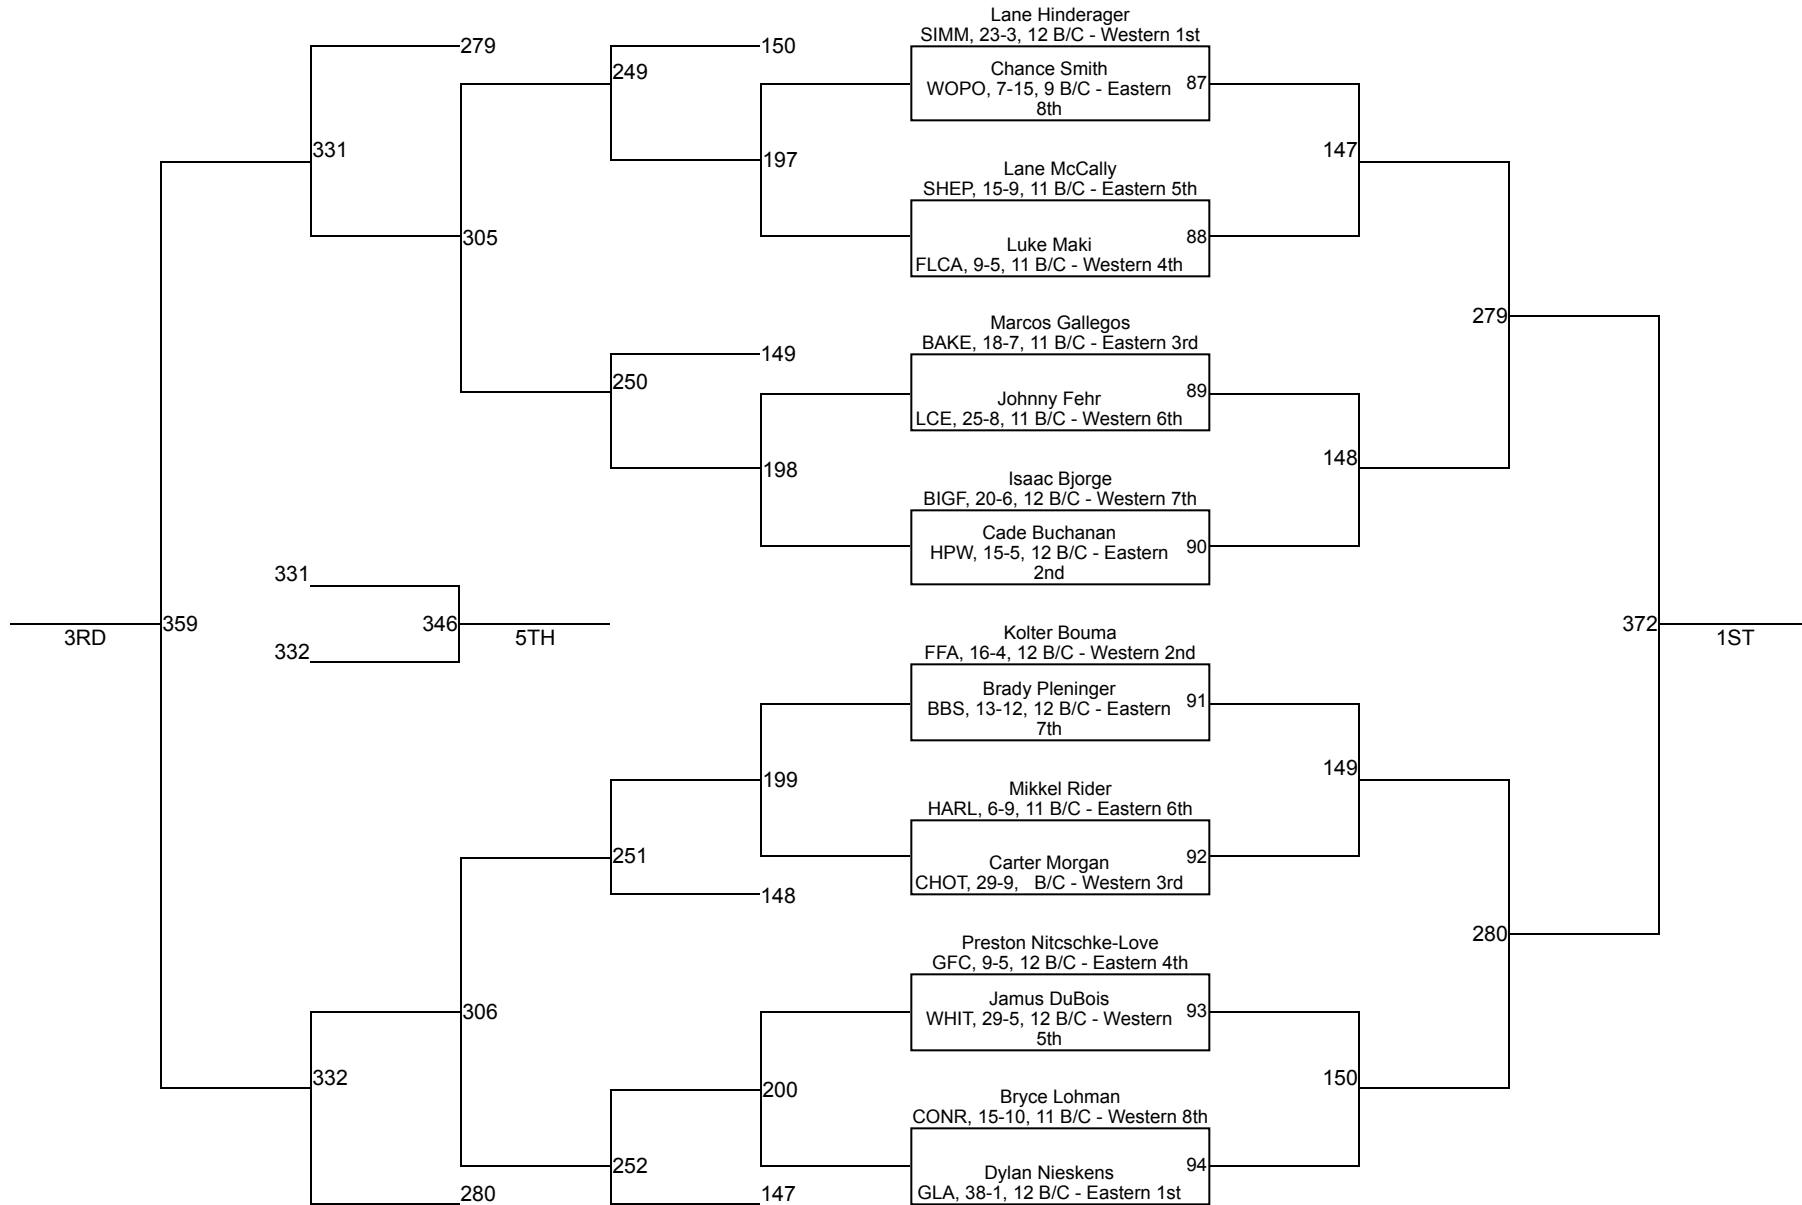 Lane Hinderager
SIMM, 23-3, 12 B/C - Western 1st
279
150
249
Chance Smith
WOPO, 7-15, 9 B/C - Eastern
8th
87
331
197
147
Lane McCally
SHEP, 15-9, 11 B/C - Eastern 5th
305
Luke Maki
FLCA, 9-5, 11 B/C - Western 4th
88
279
Marcos Gallegos
BAKE, 18-7, 11 B/C - Eastern 3rd
149
250
Johnny Fehr
LCE, 25-8, 11 B/C - Western 6th
89
198
148
Isaac Bjorge
BIGF, 20-6, 12 B/C - Western 7th
Cade Buchanan
HPW, 15-5, 12 B/C - Eastern
2nd
90
331
359
3RD
346
5TH
332
372
1ST
Kolter Bouma
FFA, 16-4, 12 B/C - Western 2nd
Brady Pleninger
BBS, 13-12, 12 B/C - Eastern
7th
91
199
149
Mikkel Rider
HARL, 6-9, 11 B/C - Eastern 6th
251
Carter Morgan
CHOT, 29-9,   B/C - Western 3rd
92
148
280
Preston Nitcschke-Love
GFC, 9-5, 12 B/C - Eastern 4th
306
Jamus DuBois
WHIT, 29-5, 12 B/C - Western
5th
93
332
200
150
Bryce Lohman
CONR, 15-10, 11 B/C - Western 8th
252
Dylan Nieskens
GLA, 38-1, 12 B/C - Eastern 1st
94
280
147